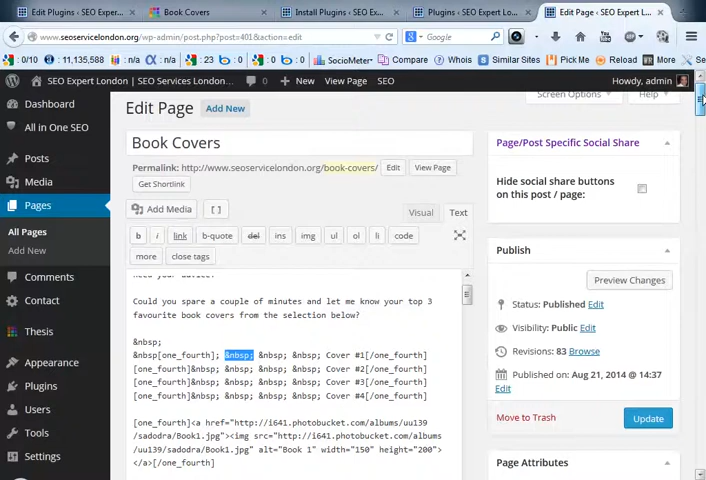 Edit Plugins ‹ SEO Exper...
Book Covers
Install Plugins ‹ SEO Ex...
Plugins ‹ SEO Expert Lo...
Edit Page ‹ SEO Expert L...
www.seoservicelondon.org/wp-admin/post.php?post=401&action=edit
Google
0/10
11,135,58...
n/a
n/a
0
0
SocioMeter
Compare
Whois
Similar Sites
Pick Me
Reload
More
Se
SEO Expert London | SEO Services London...
0
New
View Page
SEO
Howdy, admin
Dashboard
All in One SEO
Posts
Media
Pages
All Pages
Add New
Comments
Contact
Thesis
Appearance
Plugins
Users
Tools
Settings
Screen Options
Help
Edit Page
Add New
Book Covers
Permalink: http://www.seoservicelondon.org/book-covers/
Edit
View Page
Get Shortlink
Add Media
[ ]
Visual
Text
b
i
link
b-quote
del
ins
img
ul
ol
li
code
more
close tags
need your advice?
Could you spare a couple of minutes and let me know your top 3
favourite book covers from the selection below?
&nbsp;
&nbsp[one_fourth]; &nbsp; &nbsp; &nbsp; Cover #1[/one_fourth]
[one_fourth]&nbsp; &nbsp; &nbsp; &nbsp; Cover #2[/one_fourth]
[one_fourth]&nbsp; &nbsp; &nbsp; &nbsp; Cover #3[/one_fourth]
[one_fourth]&nbsp; &nbsp; &nbsp; &nbsp; Cover #4[/one_fourth]
[one_fourth]<a href="http://i641.photobucket.com/albums/uu139
/sadodra/Book1.jpg"><img src="http://i641.photobucket.com/albums
/uu139/sadodra/Book1.jpg" alt="Book 1" width="150" height="200">
</a>[/one_fourth]
Page/Post Specific Social Share
Hide social share buttons
on this post / page:
Publish
Preview Changes
Status: Published Edit
Visibility: Public Edit
Revisions: 83 Browse
Published on: Aug 21, 2014 @ 14:37
Edit
Move to Trash
Update
Page Attributes